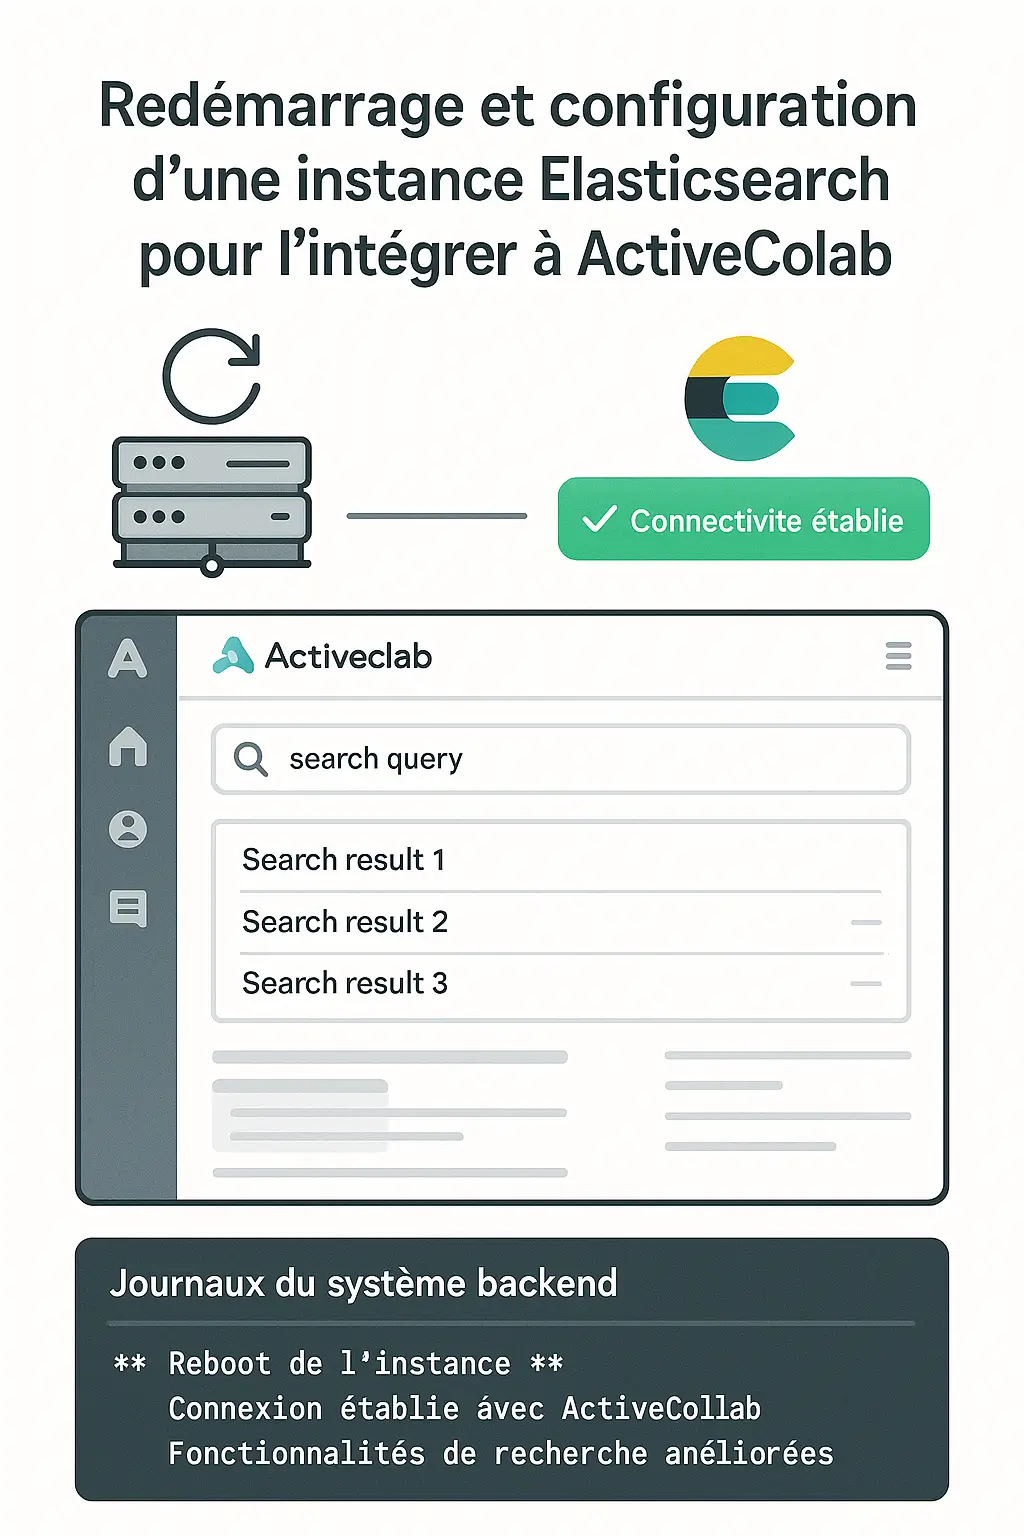 Redémarrage et configuration
d’une instance Elasticsearch
pour l’intégrer à ActiveColab
Connectivite établie
A
Activeclab
search query
Search result 1
Search result 2
Search result 3
Journaux du système backend
** Reboot de l'instance **
Connexion établie ávec ActiveCollab
Fonctionnalités de recherche anéliorées